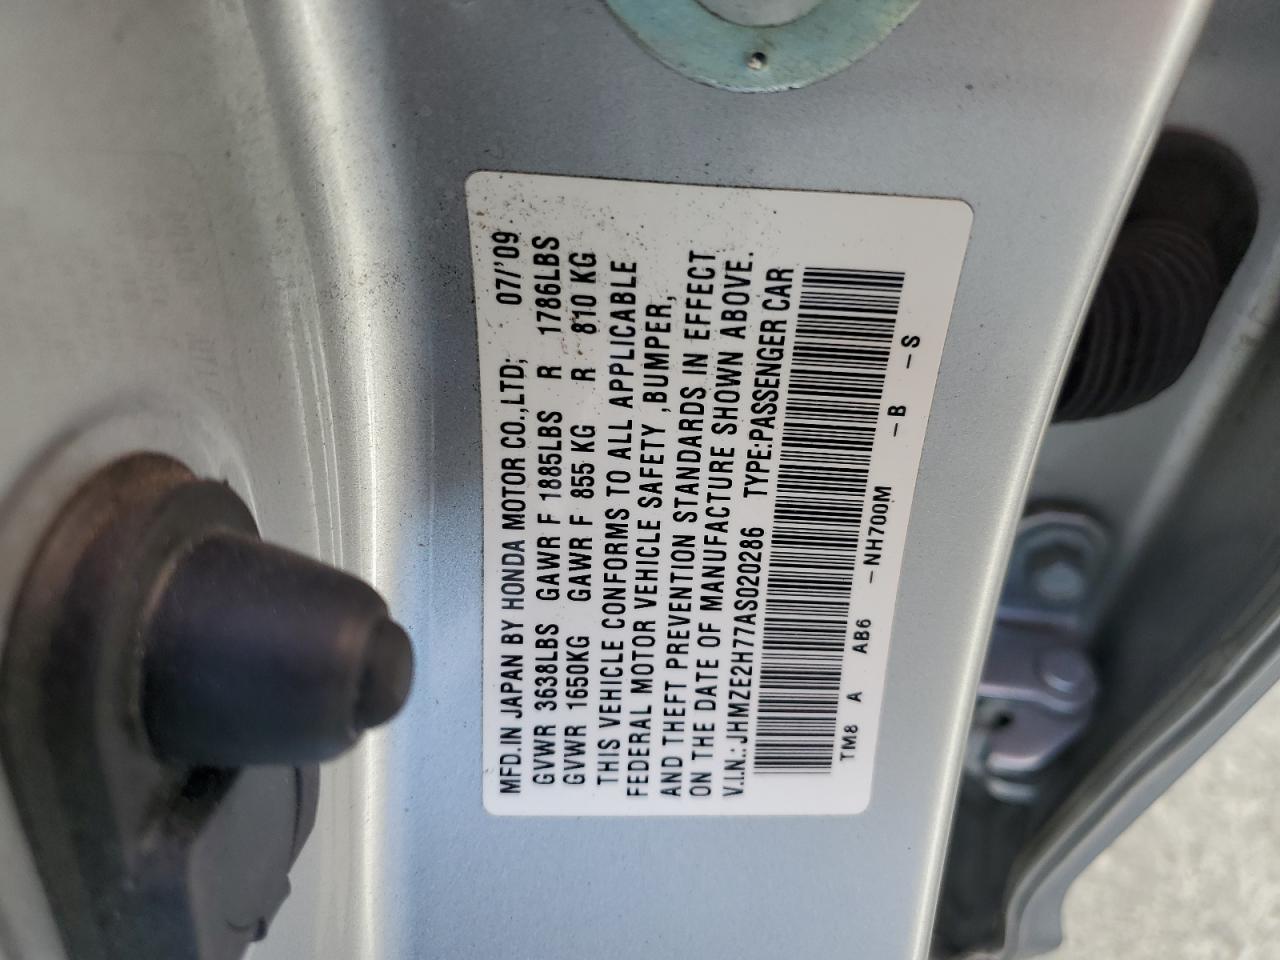 MFD.IN JAPAN BY HONDA MOTOR CO.,LTD; 07/'09
GVWR 3638LBS GAWR F 1885LBS R 1786LBS
GVWR 1650KG GAWR F 855 KG R 810 KG
THIS VEHICLE CONFORMS TO ALL APPLICABLE
FEDERAL MOTOR VEHICLE SAFETY ,BUMPER,
AND THEFT PREVENTION STANDARDS IN EFFECT
ON THE DATE OF MANUFACTURE SHOWN ABOVE.
V.I.N.:JHMZE2H77AS020286 TYPE:PASSENGER CAR
TM8 A AB6 -NH700M -B -S